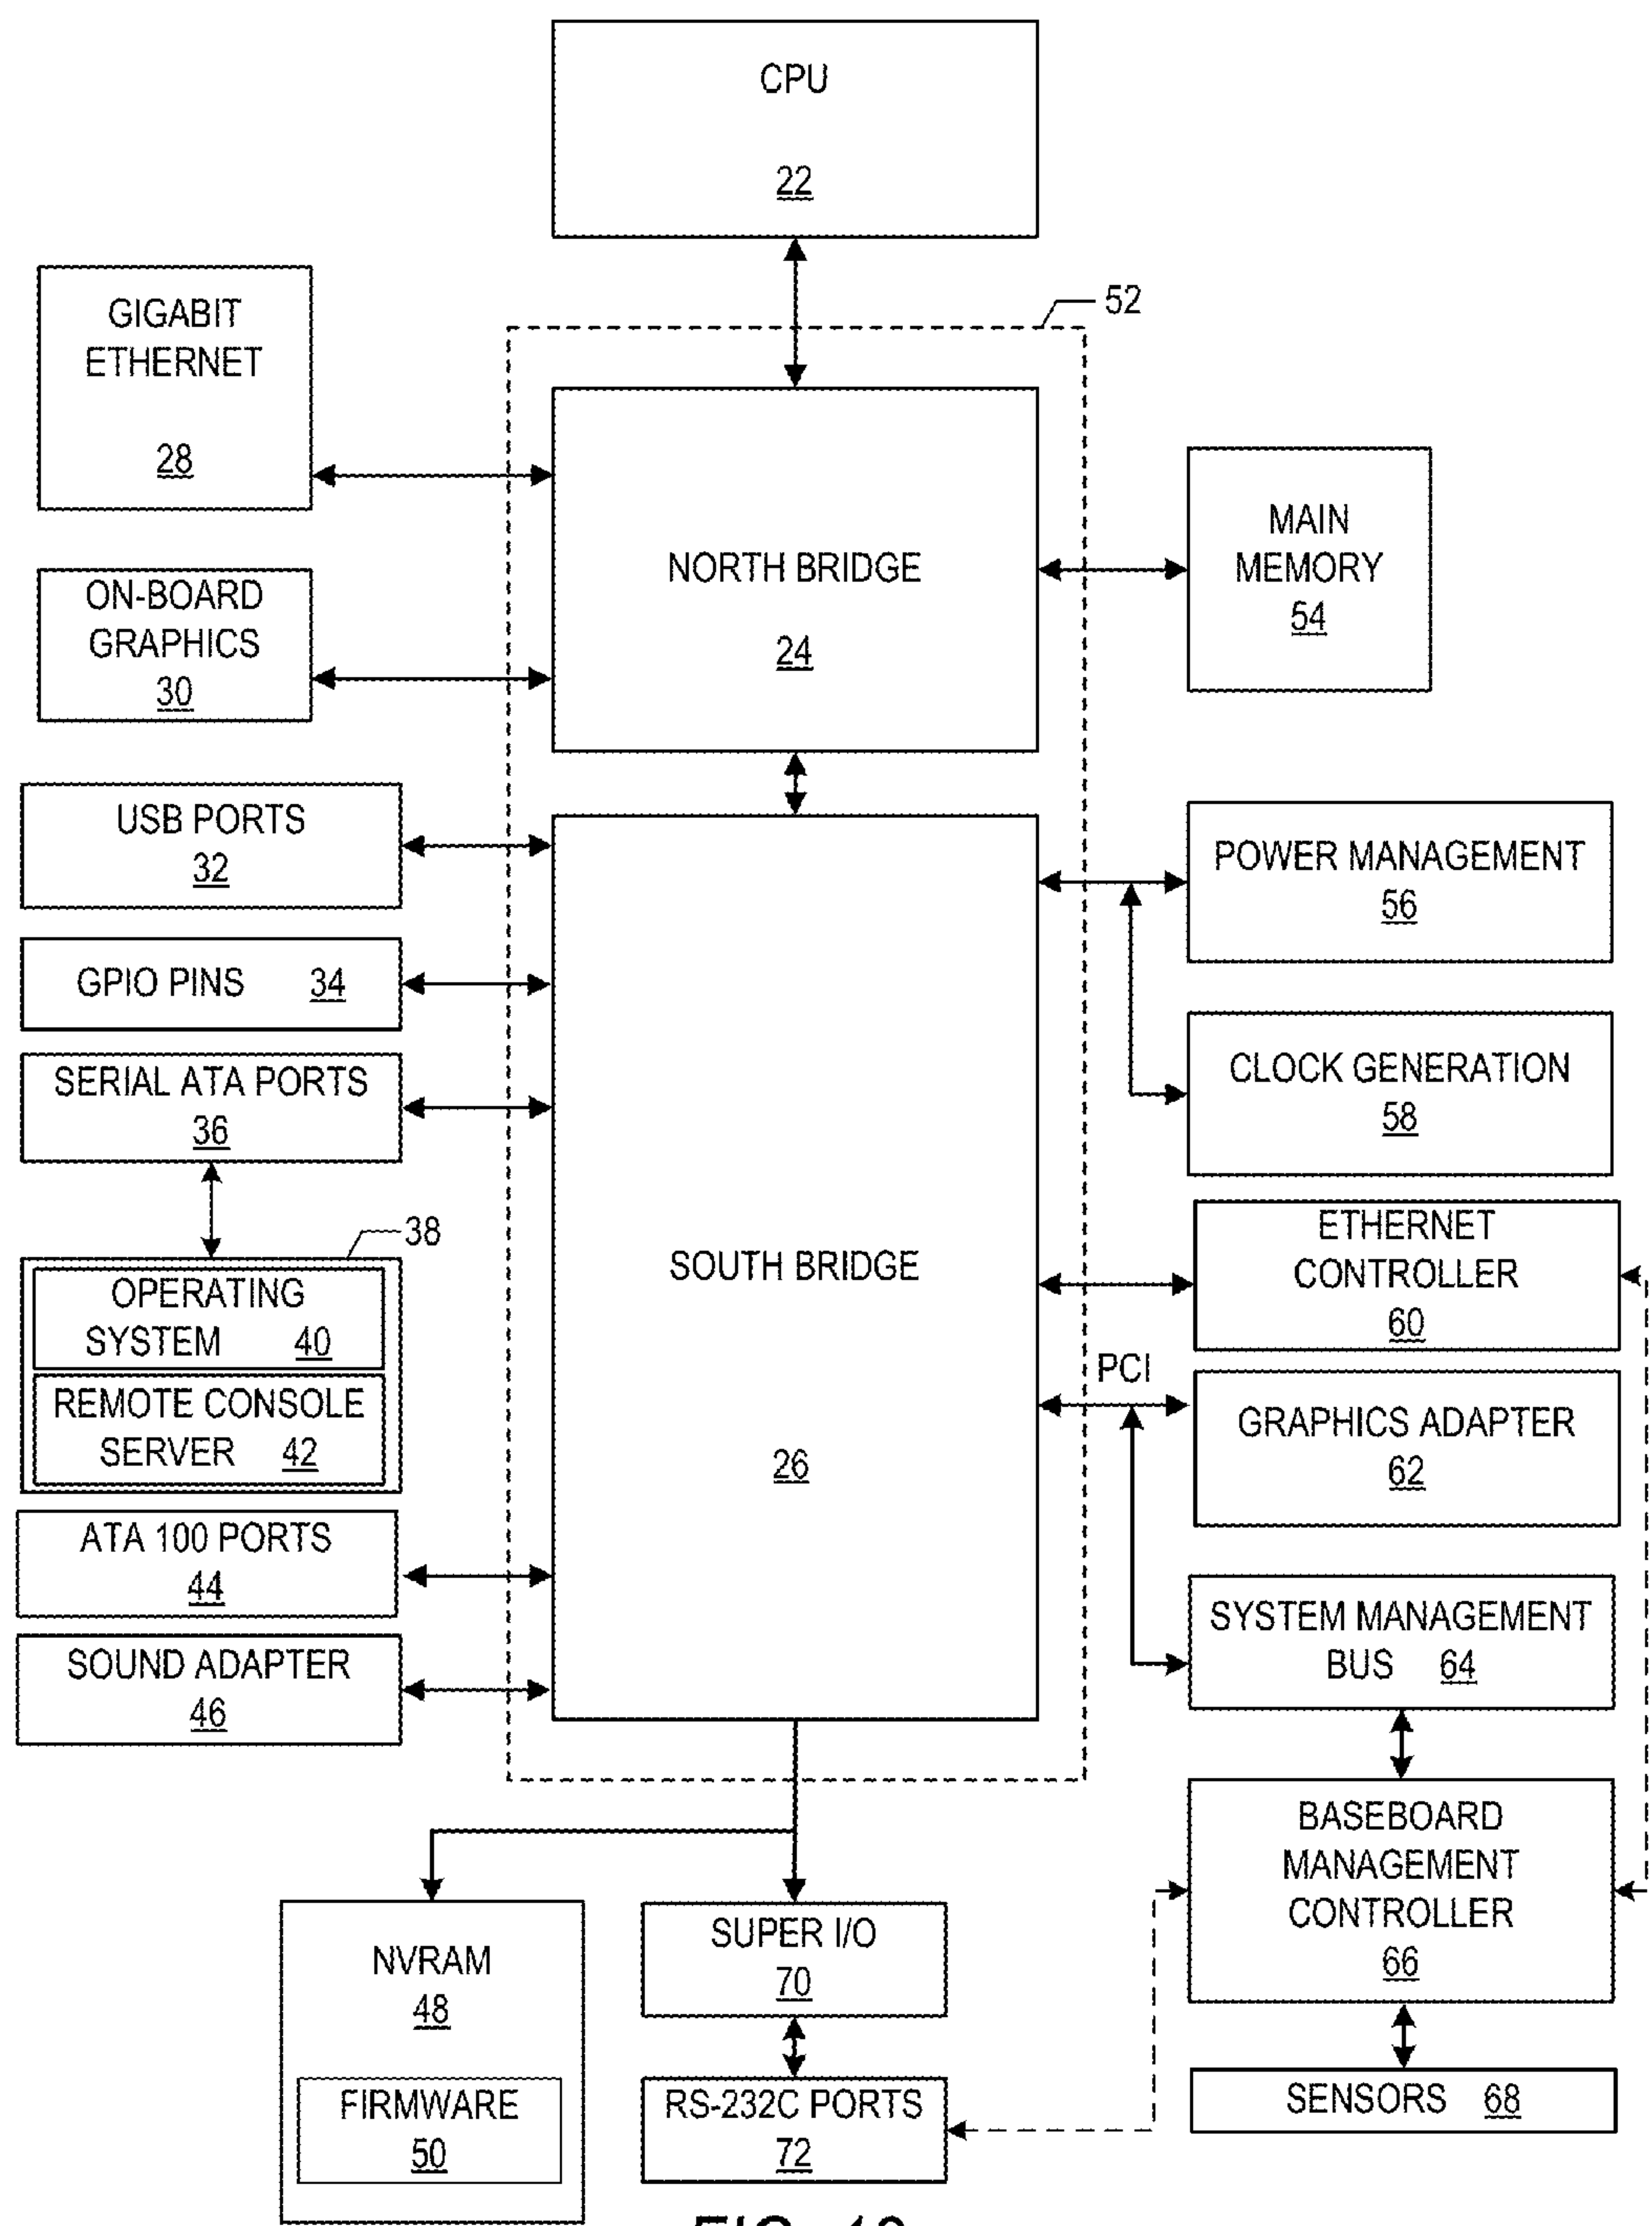 CPU
22
52
GIGABIT
ETHERNET
28
NORTH BRIDGE
24
MAIN
MEMORY
54
ON-BOARD
GRAPHICS
30
USB PORTS
32
POWER MANAGEMENT
56
GPIO PINS 34
SERIAL ATA PORTS
36
CLOCK GENERATION
58
38
OPERATING
SYSTEM 40
REMOTE CONSOLE
SERVER 42
SOUTH BRIDGE
26
ETHERNET
CONTROLLER
60
PCI
GRAPHICS ADAPTER
62
ATA 100 PORTS
44
SOUND ADAPTER
46
SYSTEM MANAGEMENT
BUS 64
BASEBOARD
MANAGEMENT
CONTROLLER
66
NVRAM
48
FIRMWARE
50
SUPER I/O
70
RS-232C PORTS
72
SENSORS 68